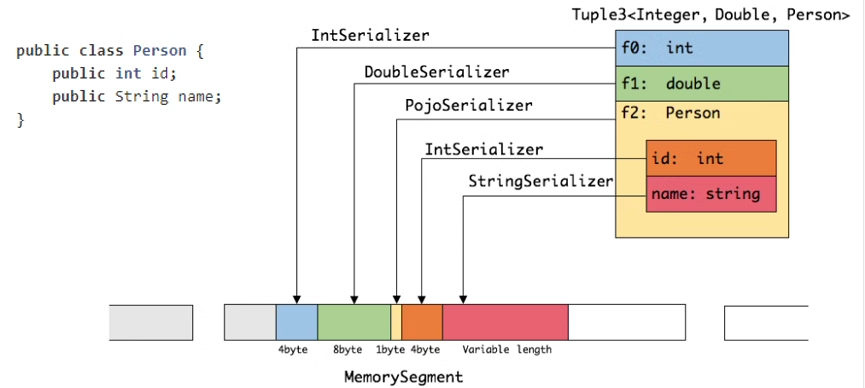 public class Person {
    public int id;
    public String name;
}
Tuple3<Integer, Double, Person>
IntSerializer
f0: int
DoubleSerializer
f1: double
PojoSerializer
f2: Person
IntSerializer
id: int
StringSerializer
name: string
4byte
8byte
1byte
4byte
Variable length
MemorySegment